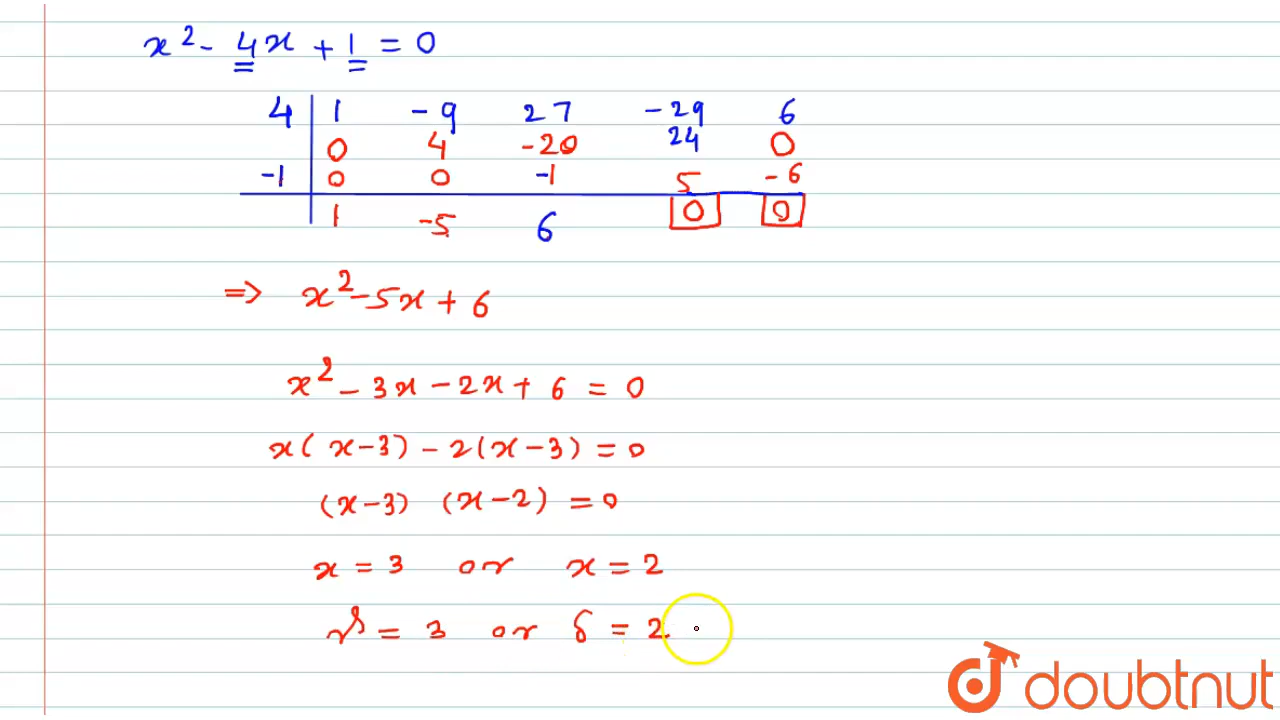 x² - 4x + 1 = 0
4 | 1 -9 27 -29 6
0 4 -20 24 0
-1 | 0 0 -1 5 -6
1 -5 6 0 0
=> x² - 5x + 6
x² - 3x - 2x + 6 = 0
x(x-3) - 2(x-3) = 0
(x-3) (x-2) = 0
x = 3 or x = 2
γ = 3 or δ = 2
doubtnut